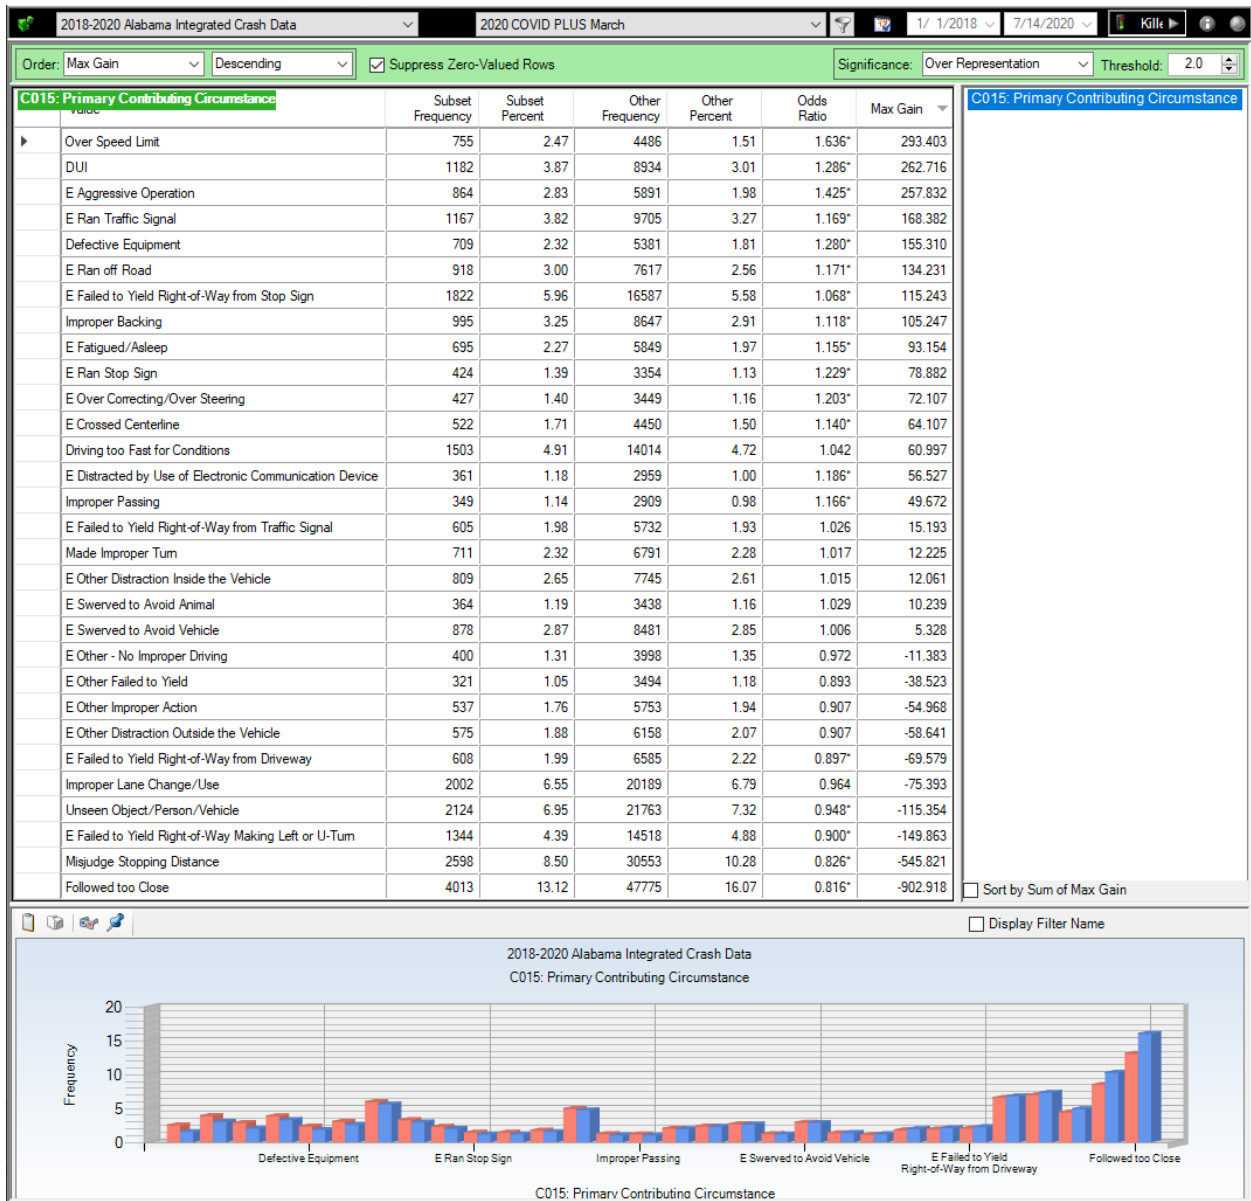 2018-2020 Alabama Integrated Crash Data 2020 COVID PLUS March 1/ 1/2018 7/14/2020 Kille
Order: Max Gain Descending Suppress Zero-Valued Rows Significance: Over Representation Threshold: 2.0
C015: Primary Contributing Circumstance Subset Frequency Subset Percent Other Frequency Other Percent Odds Ratio Max Gain C015: Primary Contributing Circumstance
Over Speed Limit 755 2.47 4486 1.51 1.636* 293.403
DUI 1182 3.87 8934 3.01 1.286* 262.716
E Aggressive Operation 864 2.83 5891 1.98 1.425* 257.832
E Ran Traffic Signal 1167 3.82 9705 3.27 1.169* 168.382
Defective Equipment 709 2.32 5381 1.81 1.280* 155.310
E Ran off Road 918 3.00 7617 2.56 1.171* 134.231
E Failed to Yield Right-of-Way from Stop Sign 1822 5.96 16587 5.58 1.068* 115.243
Improper Backing 995 3.25 8647 2.91 1.118* 105.247
E Fatigued/Asleep 695 2.27 5849 1.97 1.155* 93.154
E Ran Stop Sign 424 1.39 3354 1.13 1.229* 78.882
E Over Correcting/Over Steering 427 1.40 3449 1.16 1.203* 72.107
E Crossed Centerline 522 1.71 4450 1.50 1.140* 64.107
Driving too Fast for Conditions 1503 4.91 14014 4.72 1.042 60.997
E Distracted by Use of Electronic Communication Device 361 1.18 2959 1.00 1.186* 56.527
Improper Passing 349 1.14 2909 0.98 1.166* 49.672
E Failed to Yield Right-of-Way from Traffic Signal 605 1.98 5732 1.93 1.026 15.193
Made Improper Turn 711 2.32 6791 2.28 1.017 12.225
E Other Distraction Inside the Vehicle 809 2.65 7745 2.61 1.015 12.061
E Swerved to Avoid Animal 364 1.19 3438 1.16 1.029 10.239
E Swerved to Avoid Vehicle 878 2.87 8481 2.85 1.006 5.328
E Other - No Improper Driving 400 1.31 3998 1.35 0.972 -11.383
E Other Failed to Yield 321 1.05 3494 1.18 0.893 -38.523
E Other Improper Action 537 1.76 5753 1.94 0.907 -54.968
E Other Distraction Outside the Vehicle 575 1.88 6158 2.07 0.907 -58.641
E Failed to Yield Right-of-Way from Driveway 608 1.99 6585 2.22 0.897* -69.579
Improper Lane Change/Use 2002 6.55 20189 6.79 0.964 -75.393
Unseen Object/Person/Vehicle 2124 6.95 21763 7.32 0.948* -115.354
E Failed to Yield Right-of-Way Making Left or U-Turn 1344 4.39 14518 4.88 0.900* -149.863
Misjudge Stopping Distance 2598 8.50 30553 10.28 0.826* -545.821
Followed too Close 4013 13.12 47775 16.07 0.816* -902.918
Sort by Sum of Max Gain
Display Filter Name
2018-2020 Alabama Integrated Crash Data
C015: Primary Contributing Circumstance
20
15
10
5
0
Frequency
Defective Equipment E Ran Stop Sign Improper Passing E Swerved to Avoid Vehicle E Failed to Yield Right-of-Way from Driveway Followed too Close
C015: Primary Contributing Circumstance